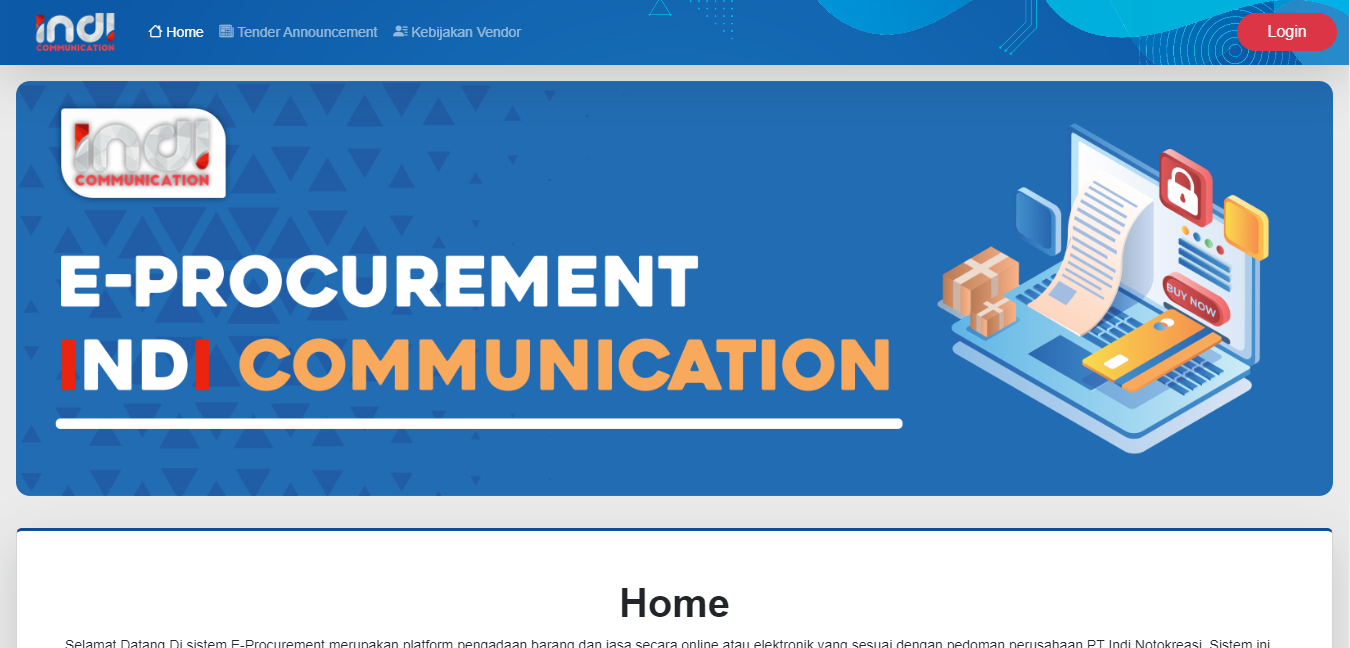 indi
COMMUNICATION
Home
Tender Announcement
Kebijakan Vendor
Login
indi
COMMUNICATION
E-PROCUREMENT
INDI COMMUNICATION
BUY NOW
Home
Selamat Datang Di sistem E-Procurement merupakan platform pengadaan barang dan jasa secara online atau elektronik yang sesuai dengan pedoman perusahaan PT Indi Notokreasi. Sistem ini